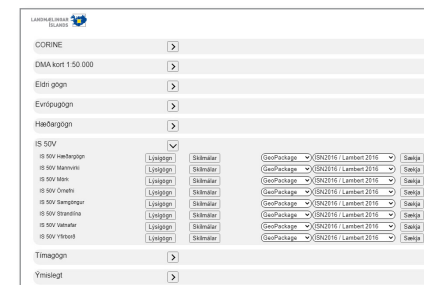 LANDMÆLINGAR
ÍSLANDS
CORINE
DMA kort 1:50.000
Eldri gögn
Evrópugögn
Hæðargögn
IS 50V
IS 50V Hæðargögn Lýsigögn Skilmálar GeoPackage ISN2016 / Lambert 2016 Sækja
IS 50V Mannvirki Lýsigögn Skilmálar GeoPackage ISN2016 / Lambert 2016 Sækja
IS 50V Mörk Lýsigögn Skilmálar GeoPackage ISN2016 / Lambert 2016 Sækja
IS 50V Örnefni Lýsigögn Skilmálar GeoPackage ISN2016 / Lambert 2016 Sækja
IS 50V Samgöngur Lýsigögn Skilmálar GeoPackage ISN2016 / Lambert 2016 Sækja
IS 50V Strandlína Lýsigögn Skilmálar GeoPackage ISN2016 / Lambert 2016 Sækja
IS 50V Vatnafar Lýsigögn Skilmálar GeoPackage ISN2016 / Lambert 2016 Sækja
IS 50V Yfirborð Lýsigögn Skilmálar GeoPackage ISN2016 / Lambert 2016 Sækja
Tímagögn
Ýmislegt